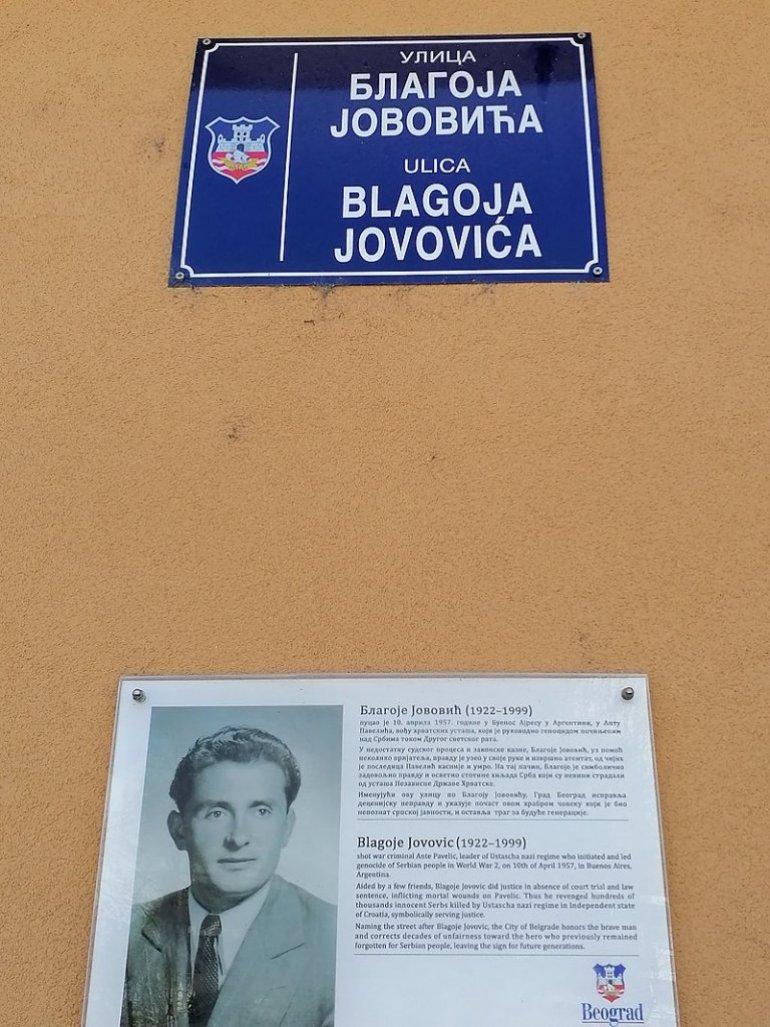 УЛИЦА
БЛАГОЈА
ЈОВОВИЋА
ULICA
BLAGOJA
JOVOVIĆA
Благоје Јововић (1922–1999)
пуцао је 10. априла 1957. године у Буенос Ајресу у Аргентини, у Анту
Павелића, вођу хрватских усташа, који је руководио геноцидом почињеним
над Србима током Другог светског рата.
У недостатку судског процеса и законске казне, Благоје Јововић, уз помоћ
неколико пријатеља, правду је узео у своје руке и извршио атентат, од чијих
је последица Павелић касније и умро. На тај начин, Благоје је симболично
задовољио правду и осветио стотине хиљада Срба који су невини страдали
од усташа Независне Државе Хрватске.
Именујући ову улицу по Благоју Јововићу, Град Београд исправља
деценијску неправду и указује почаст овом храбром човеку који је био
непознат српској јавности, и оставља траг за будуће генерације.
Blagoje Jovovic (1922–1999)
shot war criminal Ante Pavelic, leader of Ustascha nazi regime who initiated and led
genocide of Serbian people in World War 2, on 10th of April 1957, in Buenos Aires,
Argentina.
Aided by a few friends, Blagoje Jovovic did justice in absence of court trial and law
sentence, inflicting mortal wounds on Pavelic. Thus he revenged hundreds of
thousands innocent Serbs killed by Ustascha nazi regime in Independent state
of Croatia, symbolically serving justice.
Naming the street after Blagoje Jovovic, the City of Belgrade honors the brave man
and corrects decades of unfairness toward the hero who previously remained
forgotten for Serbian people, leaving the sign for future generations.
Beograd